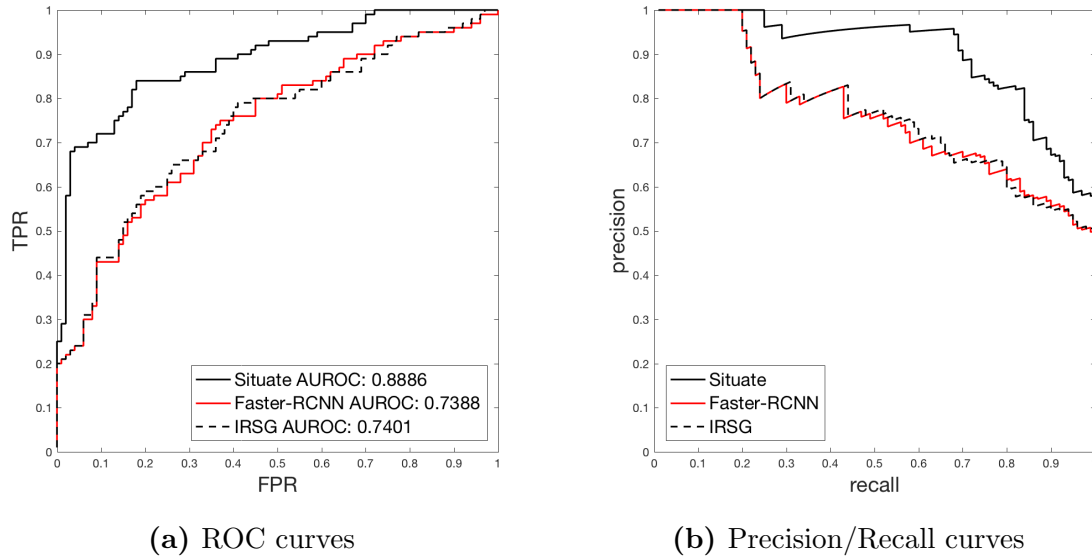 1
0.9
0.8
0.7
0.6
0.5
0.4
0.3
0.2
0.1
0
TPR
0 0.1 0.2 0.3 0.4 0.5 0.6 0.7 0.8 0.9 1
FPR
Situate AUROC: 0.8886
Faster-RCNN AUROC: 0.7388
IRSG AUROC: 0.7401
(a) ROC curves
1
0.9
0.8
0.7
0.6
0.5
0.4
0.3
0.2
0.1
0
precision
0 0.1 0.2 0.3 0.4 0.5 0.6 0.7 0.8 0.9
recall
Situate
Faster-RCNN
IRSG
(b) Precision/Recall curves